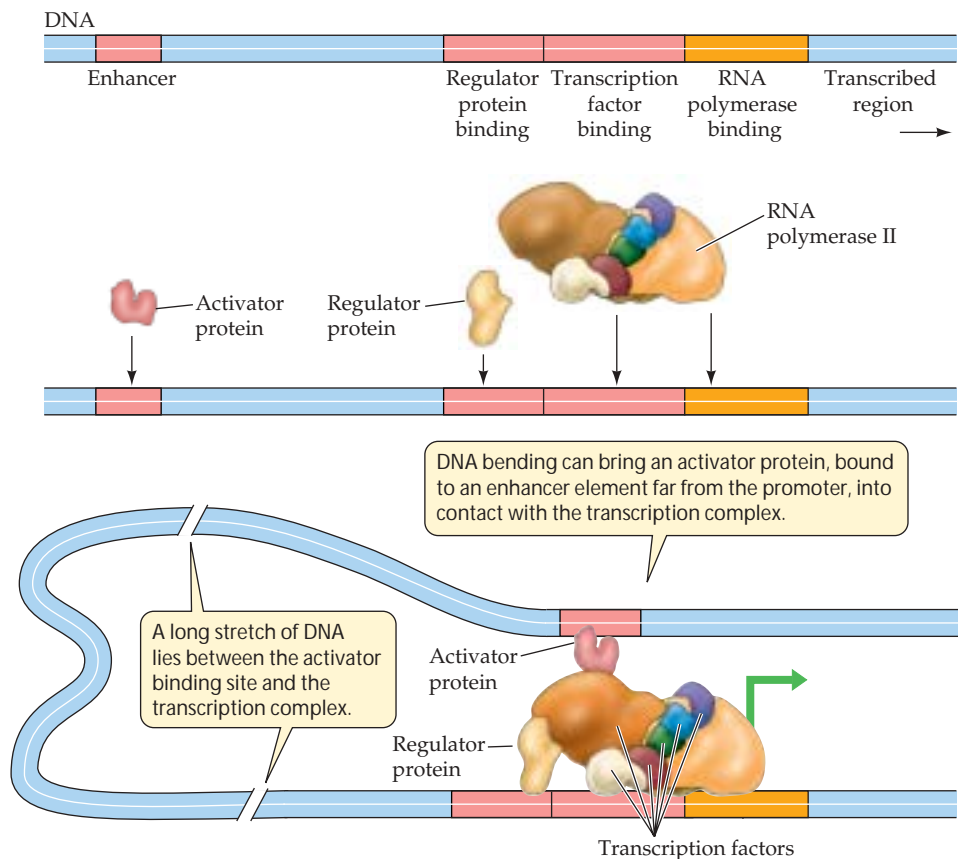 DNA
Enhancer
Regulator
protein
binding
Transcription
factor
binding
RNA
polymerase
binding
Transcribed
region
RNA
polymerase II
Activator
protein
Regulator
protein
DNA bending can bring an activator protein, bound
to an enhancer element far from the promoter, into
contact with the transcription complex.
A long stretch of DNA
lies between the activator
binding site and the
transcription complex.
Activator
protein
Regulator
protein
Transcription factors